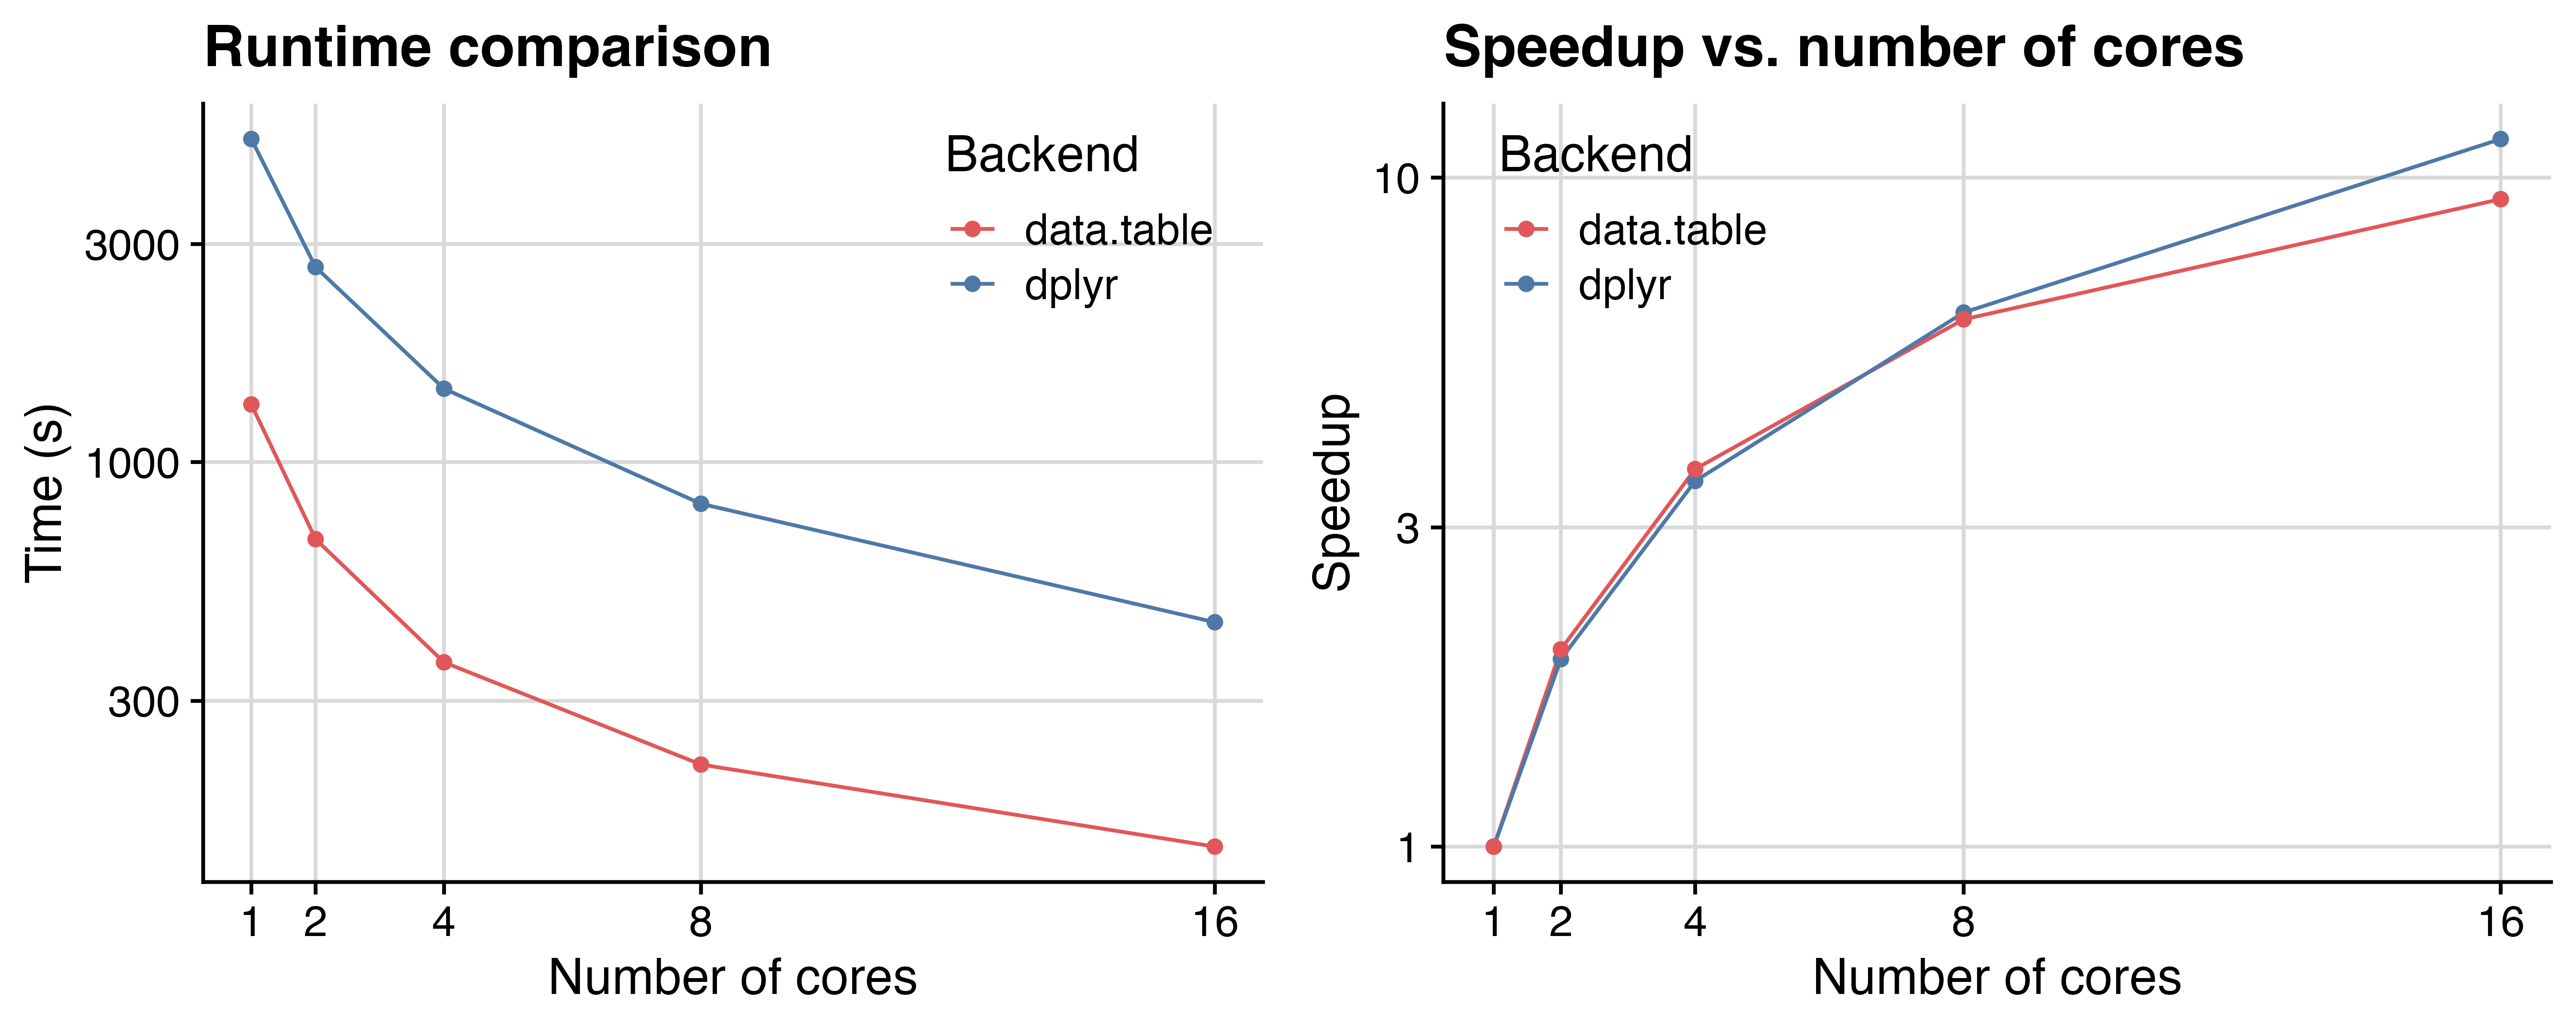 Runtime comparison
Time (s)
3000
1000
300
Backend
data.table
dplyr
1 2 4 8 16
Number of cores
Speedup vs. number of cores
Speedup
10
3
1
Backend
data.table
dplyr
1 2 4 8 16
Number of cores